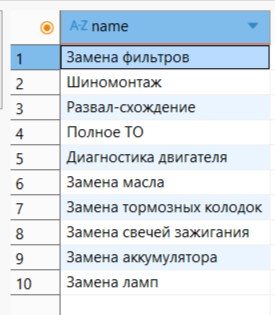 A-Z name
1 Замена фильтров
2 Шиномонтаж
3 Развал-схождение
4 Полное ТО
5 Диагностика двигателя
6 Замена масла
7 Замена тормозных колодок
8 Замена свечей зажигания
9 Замена аккумулятора
10 Замена ламп